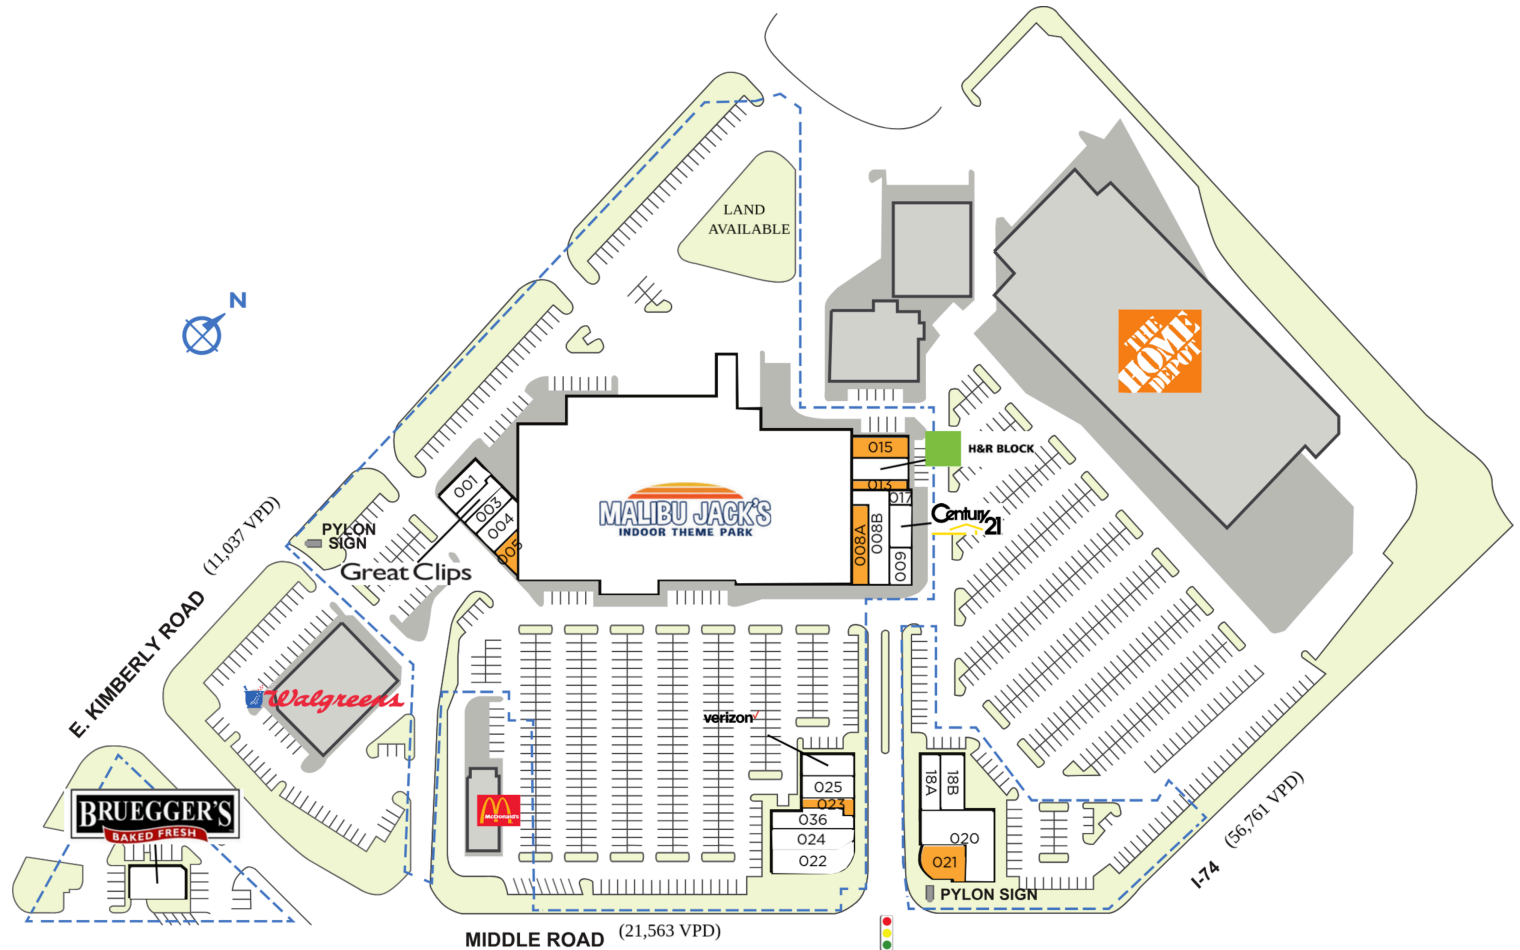 LAND
AVAILABLE
N
THE
HOME
DEPOT
015
H&R BLOCK
013
017
Century 21
001
003
004
005
MALIBU JACK'S
INDOOR THEME PARK
008A
008B
009
PYLON
SIGN
(11,037 VPD)
Great Clips
E. KIMBERLY ROAD
Walgreens
verizon
025
023
036
024
022
18A
18B
020
021
McDonald's
BRUEGGER'S
BAKED FRESH
PYLON SIGN
I-74
(56,761 VPD)
MIDDLE ROAD
(21,563 VPD)